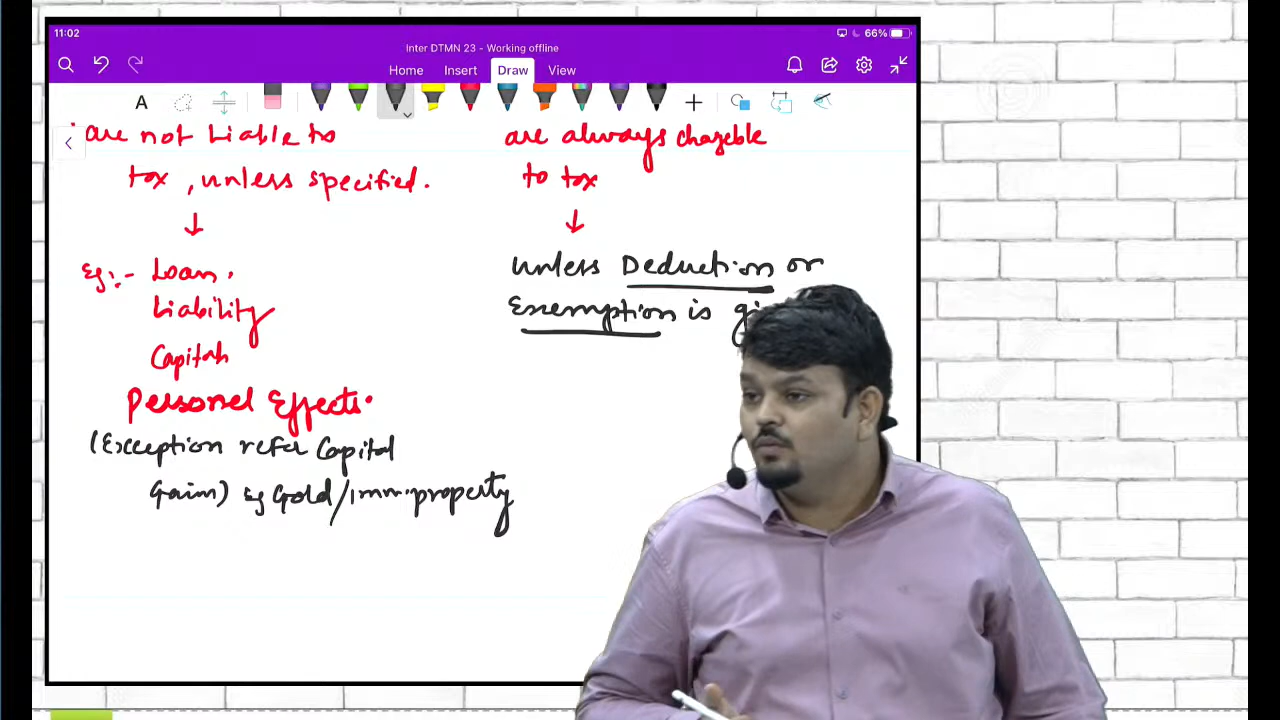 11:02
66%
Inter DTMN 23 - Working offline
Home Insert Draw View
A
are not Liable to
tax, unless specified.
Eg:- Loan.
Liability
Capital
Personel Effects.
(Exception refer Capital
Gain) eg Gold/imm.property
are always chargeble
to tax
unless Deduction or
Exemption is